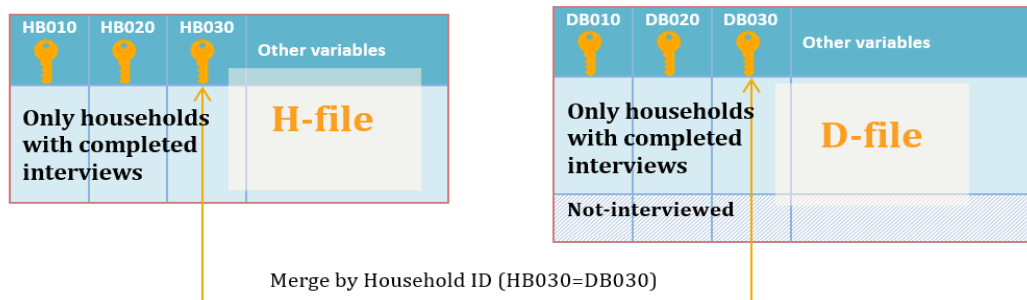 HB010 HB020 HB030 Other variables
Only households
with completed
interviews
H-file
DB010 DB020 DB030 Other variables
Only households
with completed
interviews
D-file
Not-interviewed
Merge by Household ID (HB030=DB030)